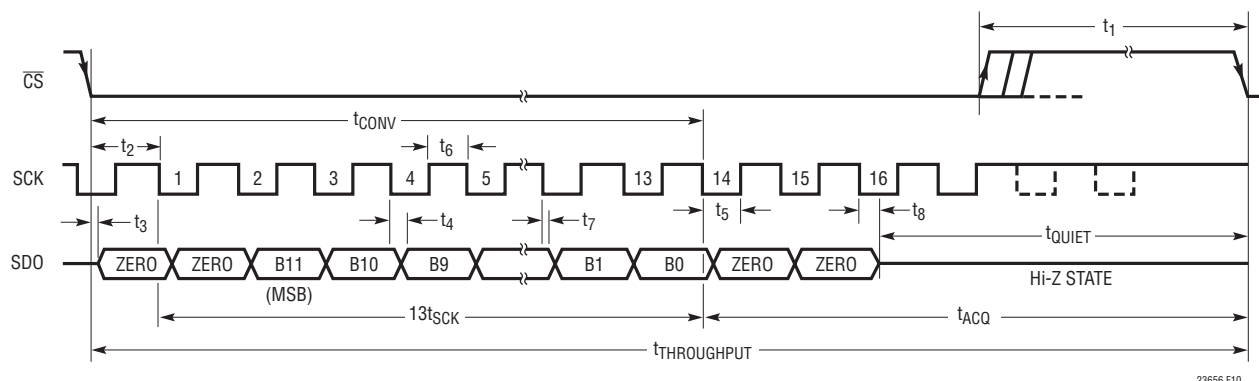 t1
CS
tCONV
t2
t6
SCK
1 2 3 4 5 13 14 15 16
t3
t4
t7
t5
t8
tQUIET
SDO
ZERO ZERO B11 B10 B9 B1 B0 ZERO ZERO
Hi-Z STATE
(MSB)
13tSCK
tACQ
tTHROUGHPUT
23656 F10